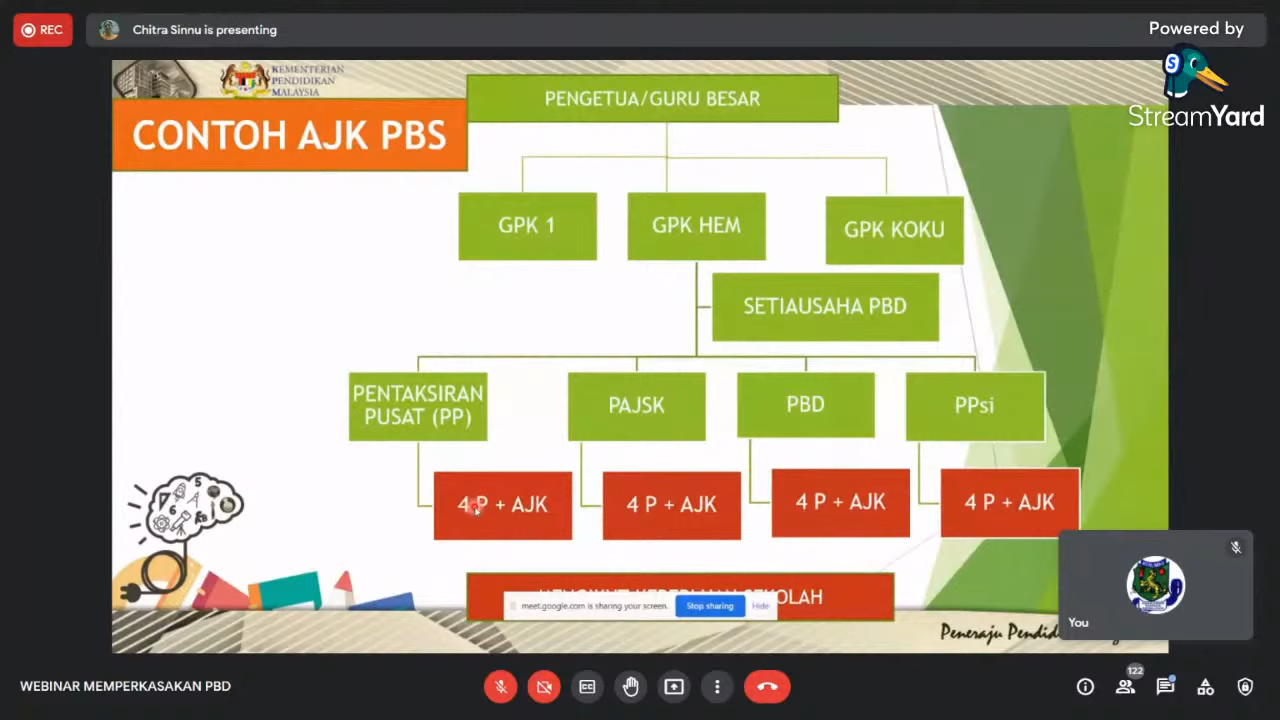 REC
Chitra Sinnu is presenting
Powered by
StreamYard
KEMENTERIAN
PENDIDIKAN
MALAYSIA
PENGETUA/GURU BESAR
CONTOH AJK PBS
GPK 1
GPK HEM
GPK KOKU
SETIAUSAHA PBD
PENTAKSIRAN
PUSAT (PP)
PAJSK
PBD
PPsi
4 P + AJK
4 P + AJK
4 P + AJK
4 P + AJK
meet.google.com is sharing your screen.
Stop sharing
Hide
You
Peneraju
WEBINAR MEMPERKASAKAN PBD
122